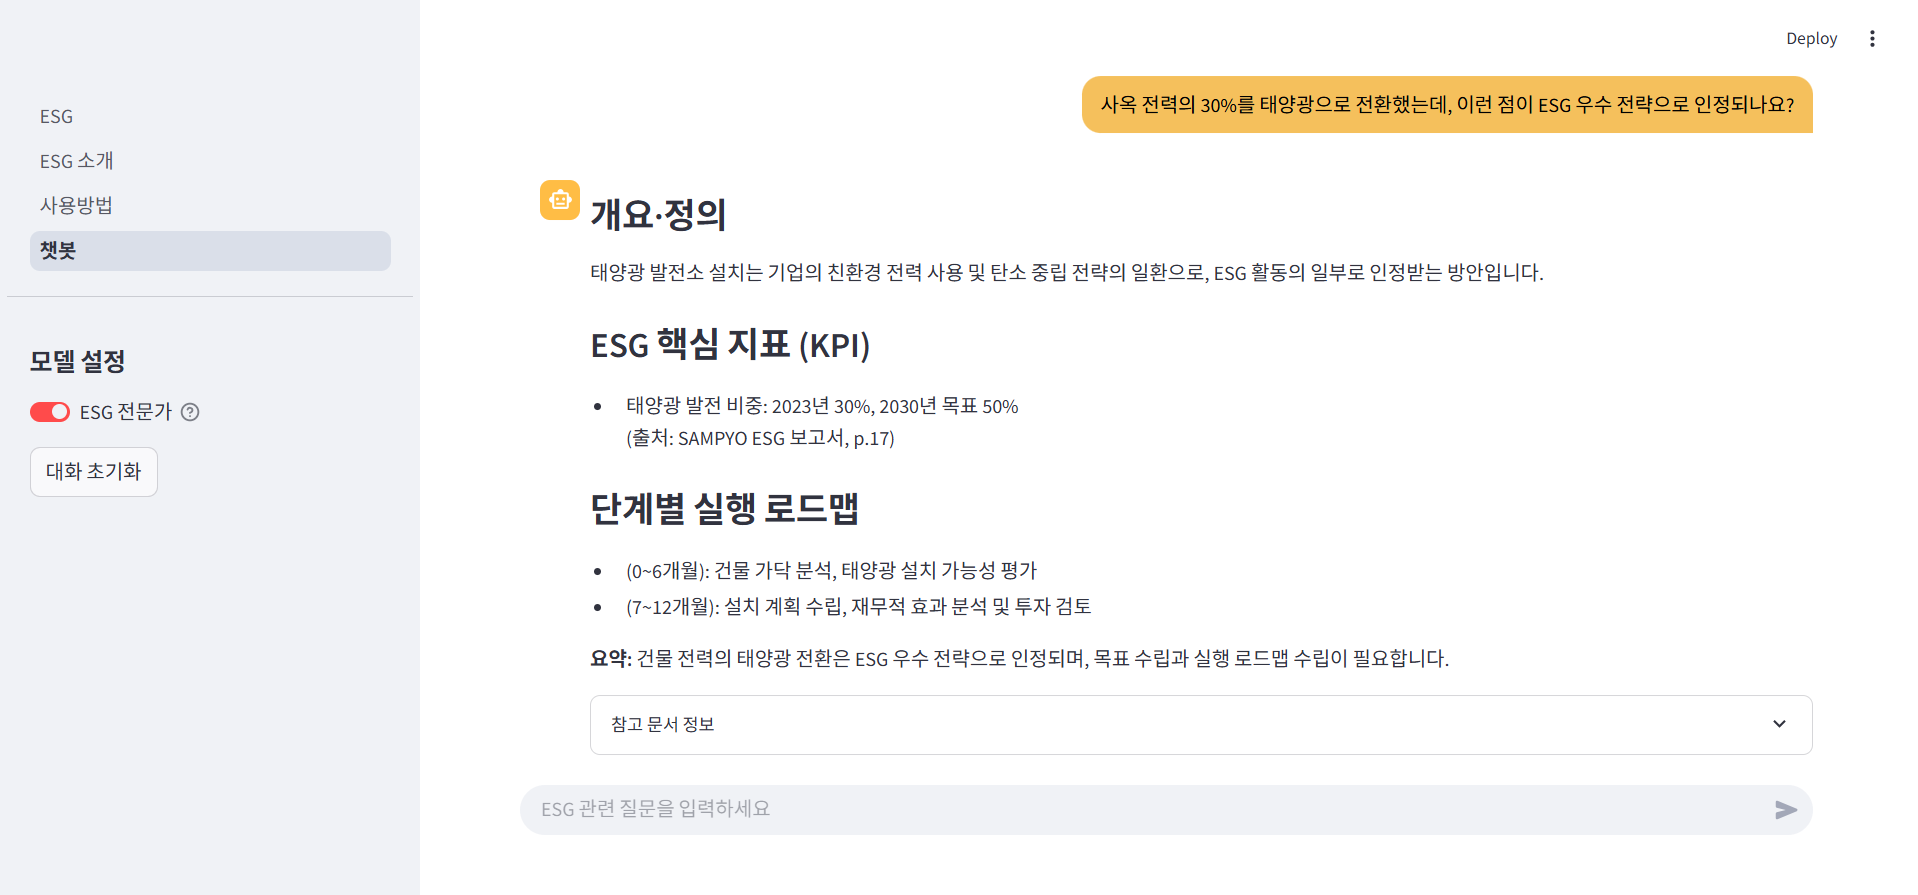 Deploy
ESG
ESG 소개
사용방법
챗봇
모델 설정
ESG 전문가
대화 초기화
사옥 전력의 30%를 태양광으로 전환했는데, 이런 점이 ESG 우수 전략으로 인정되나요?
개요·정의
태양광 발전소 설치는 기업의 친환경 전력 사용 및 탄소 중립 전략의 일환으로, ESG 활동의 일부로 인정받는 방안입니다.
ESG 핵심 지표 (KPI)
• 태양광 발전 비중: 2023년 30%, 2030년 목표 50%
(출처: SAMPYO ESG 보고서, p.17)
단계별 실행 로드맵
• (0~6개월): 건물 가닥 분석, 태양광 설치 가능성 평가
• (7~12개월): 설치 계획 수립, 재무적 효과 분석 및 투자 검토
요약: 건물 전력의 태양광 전환은 ESG 우수 전략으로 인정되며, 목표 수립과 실행 로드맵 수립이 필요합니다.
참고 문서 정보
ESG 관련 질문을 입력하세요